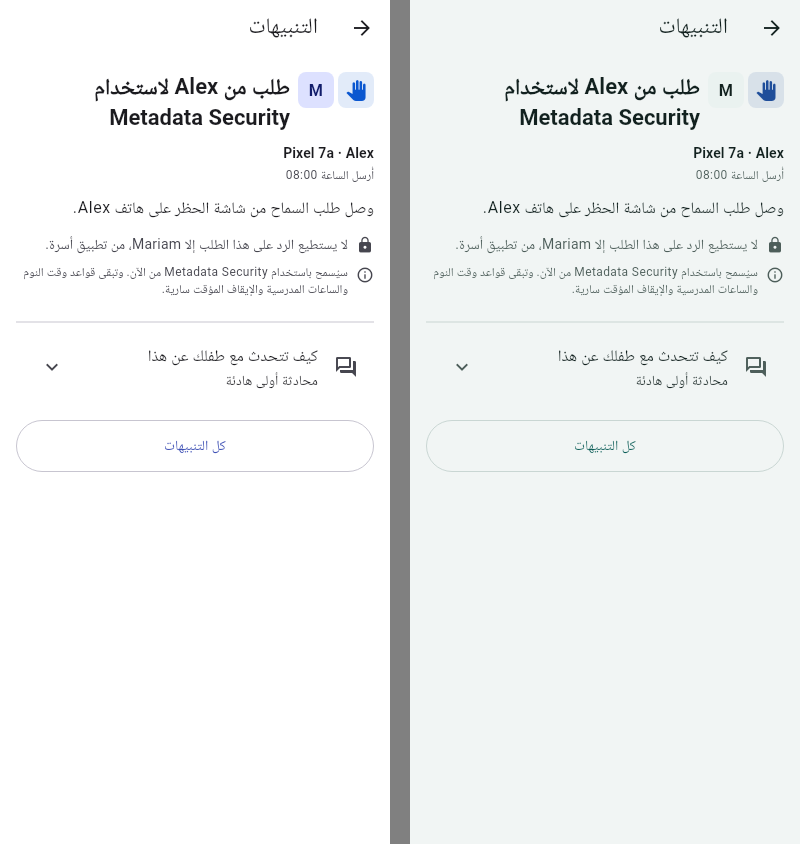 التنبيهات
طلب من Alex لاستخدام
Metadata Security
M
Pixel 7a · Alex
أرسل الساعة 08:00
وصل طلب السماح من شاشة الحظر على هاتف Alex.
لا يستطيع الرد على هذا الطلب إلا Mariam، من تطبيق أسرة.
سيُسمح باستخدام Metadata Security من الآن. وتبقى قواعد وقت النوم
والساعات المدرسية والإيقاف المؤقت سارية.
كيف تتحدث مع طفلك عن هذا
محادثة أولى هادئة
كل التنبيهات
التنبيهات
طلب من Alex لاستخدام
Metadata Security
M
Pixel 7a · Alex
أرسل الساعة 08:00
وصل طلب السماح من شاشة الحظر على هاتف Alex.
لا يستطيع الرد على هذا الطلب إلا Mariam، من تطبيق أسرة.
سيُسمح باستخدام Metadata Security من الآن. وتبقى قواعد وقت النوم
والساعات المدرسية والإيقاف المؤقت سارية.
كيف تتحدث مع طفلك عن هذا
محادثة أولى هادئة
كل التنبيهات